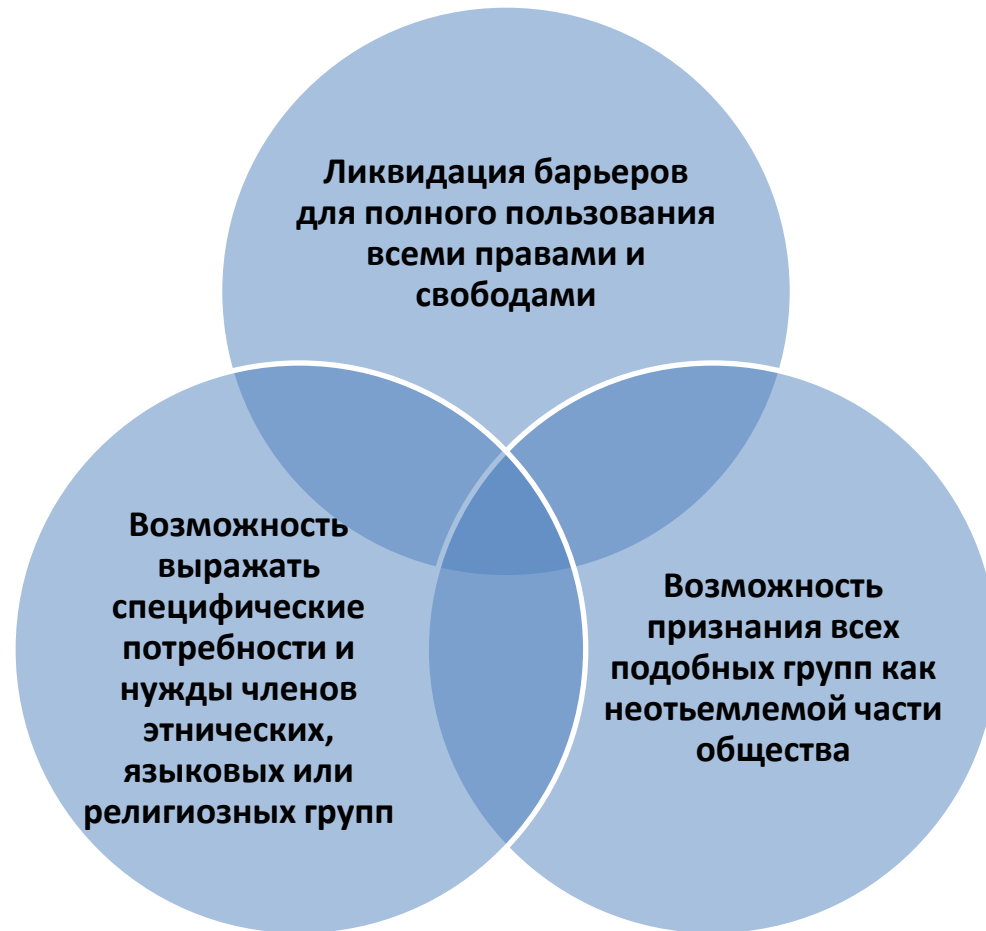 Ликвидация барьеров
для полного пользования
всеми правами и
свободами
Возможность
выражать
специфические
потребности и
нужды членов
этнических,
языковых или
религиозных групп
Возможность
признания всех
подобных групп как
неотьемлемой части
общества